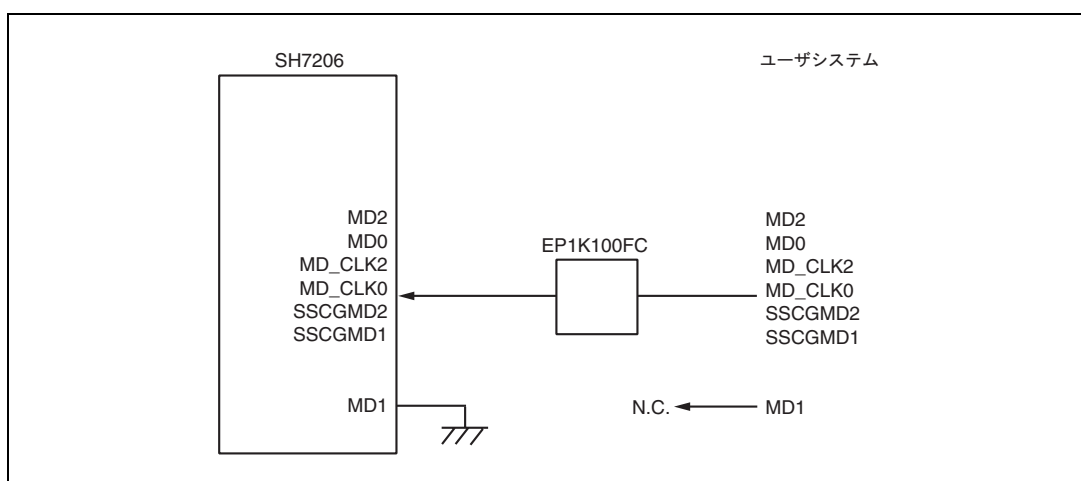 SH7206
ユーザシステム
MD2
MD0
MD_CLK2
MD_CLK0
SSCGMD2
SSCGMD1
EP1K100FC
MD2
MD0
MD_CLK2
MD_CLK0
SSCGMD2
SSCGMD1
MD1
N.C.
MD1